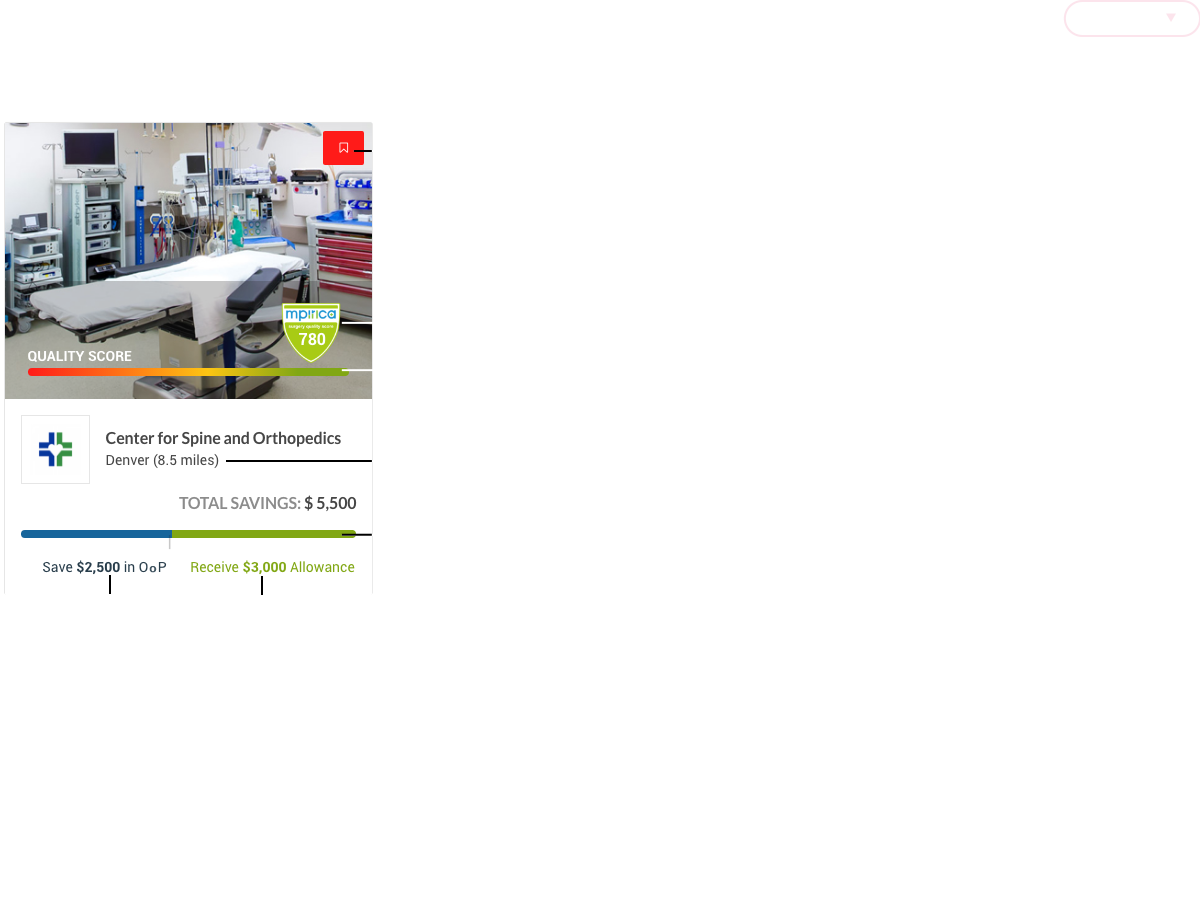 stryker
mpirica
surgery quality score
780
QUALITY SCORE
Center for Spine and Orthopedics
Denver (8.5 miles)
TOTAL SAVINGS: $ 5,500
Save $2,500 in OoP
Receive $3,000 Allowance